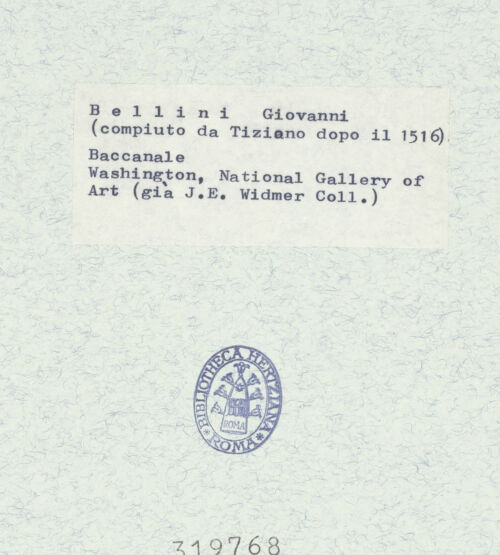 B e l l i n i   Giovanni
(compiuto da Tiziano dopo il 1516)
Baccanale
Washington, National Gallery of
Art (già J.E. Widmer Coll.)
BIBLIOTHECA HERTZIANA
ROMA
* ROMA *
319768